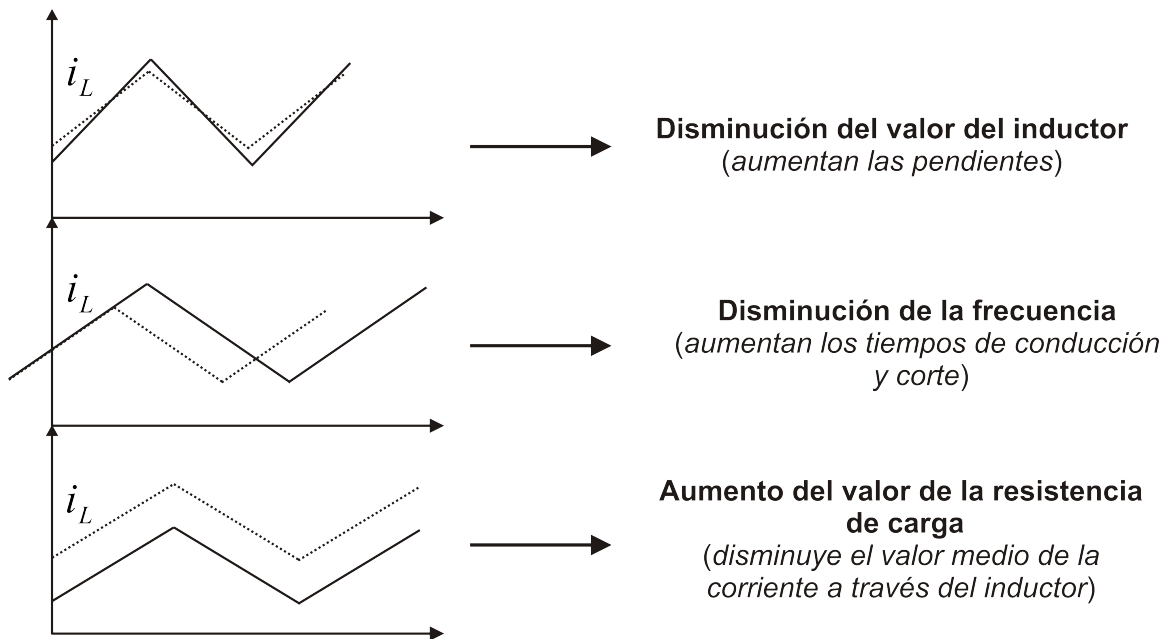 i_L
Disminución del valor del inductor
(aumentan las pendientes)
i_L
Disminución de la frecuencia
(aumentan los tiempos de conducción
y corte)
i_L
Aumento del valor de la resistencia
de carga
(disminuye el valor medio de la
corriente a través del inductor)